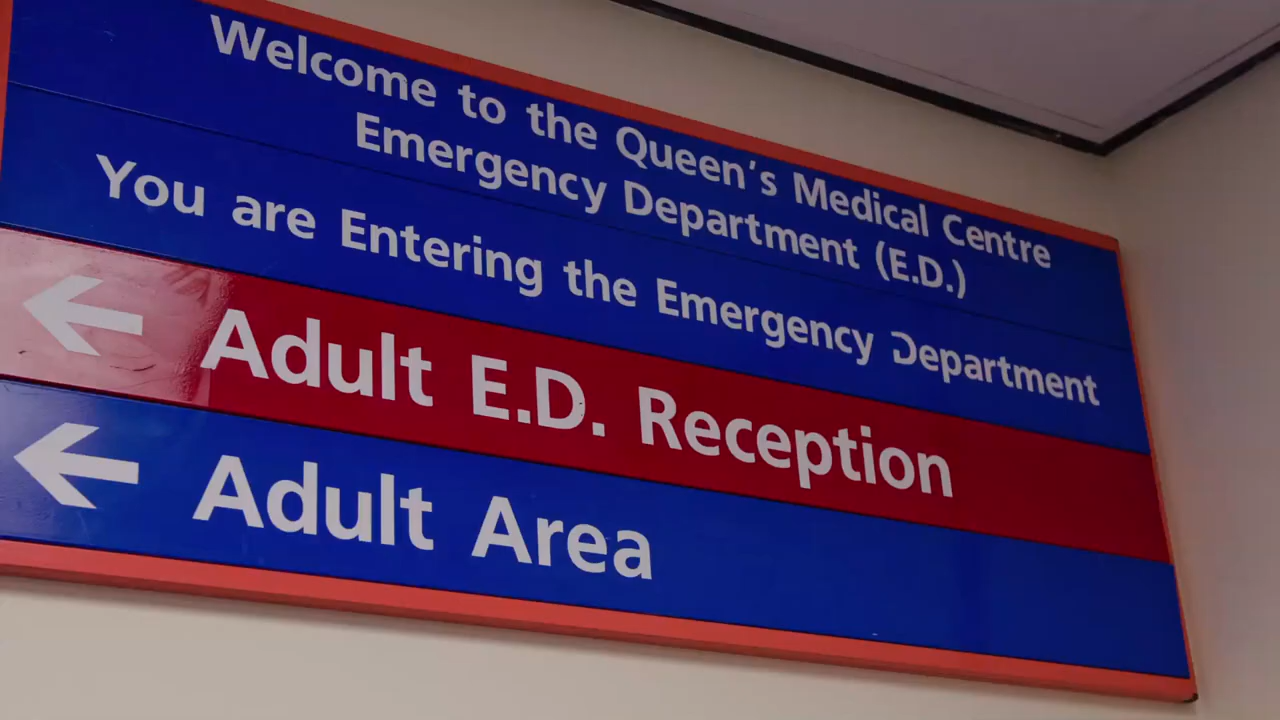 Welcome to the Queen's Medical Centre
Emergency Department (E.D.)
You are Entering the Emergency Department
Adult E.D. Reception
Adult Area